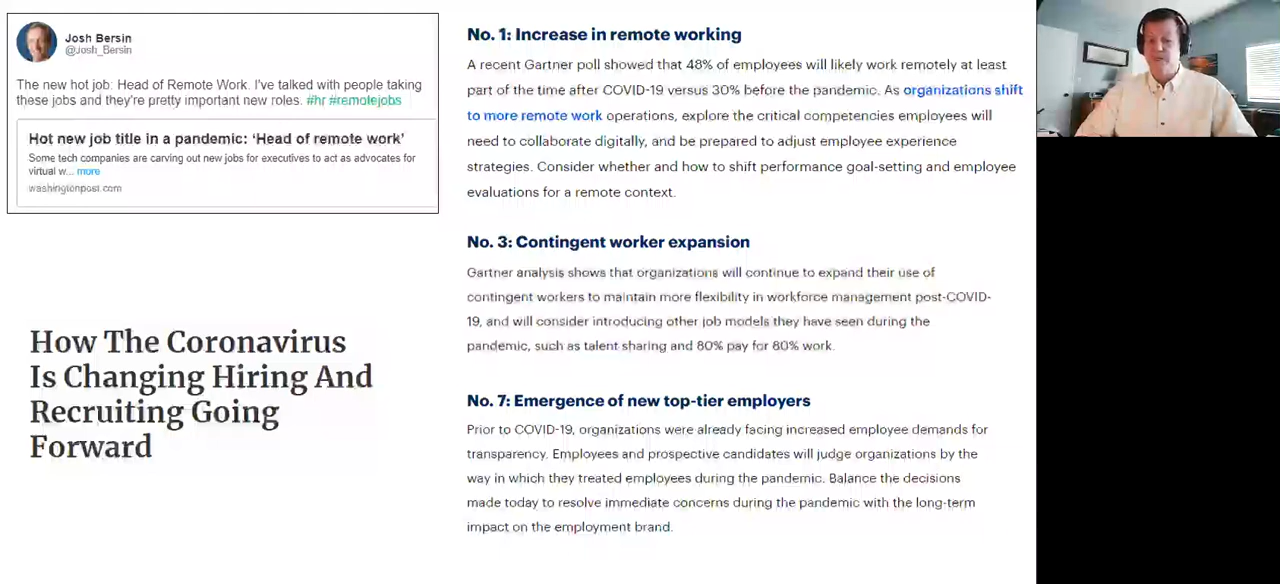 Josh Bersin
@Josh_Bersin
The new hot job: Head of Remote Work. I've talked with people taking
these jobs and they're pretty important new roles. #hr #remotejobs
Hot new job title in a pandemic: ‘Head of remote work’
Some tech companies are carving out new jobs for executives to act as advocates for
virtual w... more
washingtonpost.com
How The Coronavirus
Is Changing Hiring And
Recruiting Going
Forward
No. 1: Increase in remote working
A recent Gartner poll showed that 48% of employees will likely work remotely at least
part of the time after COVID-19 versus 30% before the pandemic. As organizations shift
to more remote work operations, explore the critical competencies employees will
need to collaborate digitally, and be prepared to adjust employee experience
strategies. Consider whether and how to shift performance goal-setting and employee
evaluations for a remote context.
No. 3: Contingent worker expansion
Gartner analysis shows that organizations will continue to expand their use of
contingent workers to maintain more flexibility in workforce management post-COVID-
19, and will consider introducing other job models they have seen during the
pandemic, such as talent sharing and 80% pay for 80% work.
No. 7: Emergence of new top-tier employers
Prior to COVID-19, organizations were already facing increased employee demands for
transparency. Employees and prospective candidates will judge organizations by the
way in which they treated employees during the pandemic. Balance the decisions
made today to resolve immediate concerns during the pandemic with the long-term
impact on the employment brand.